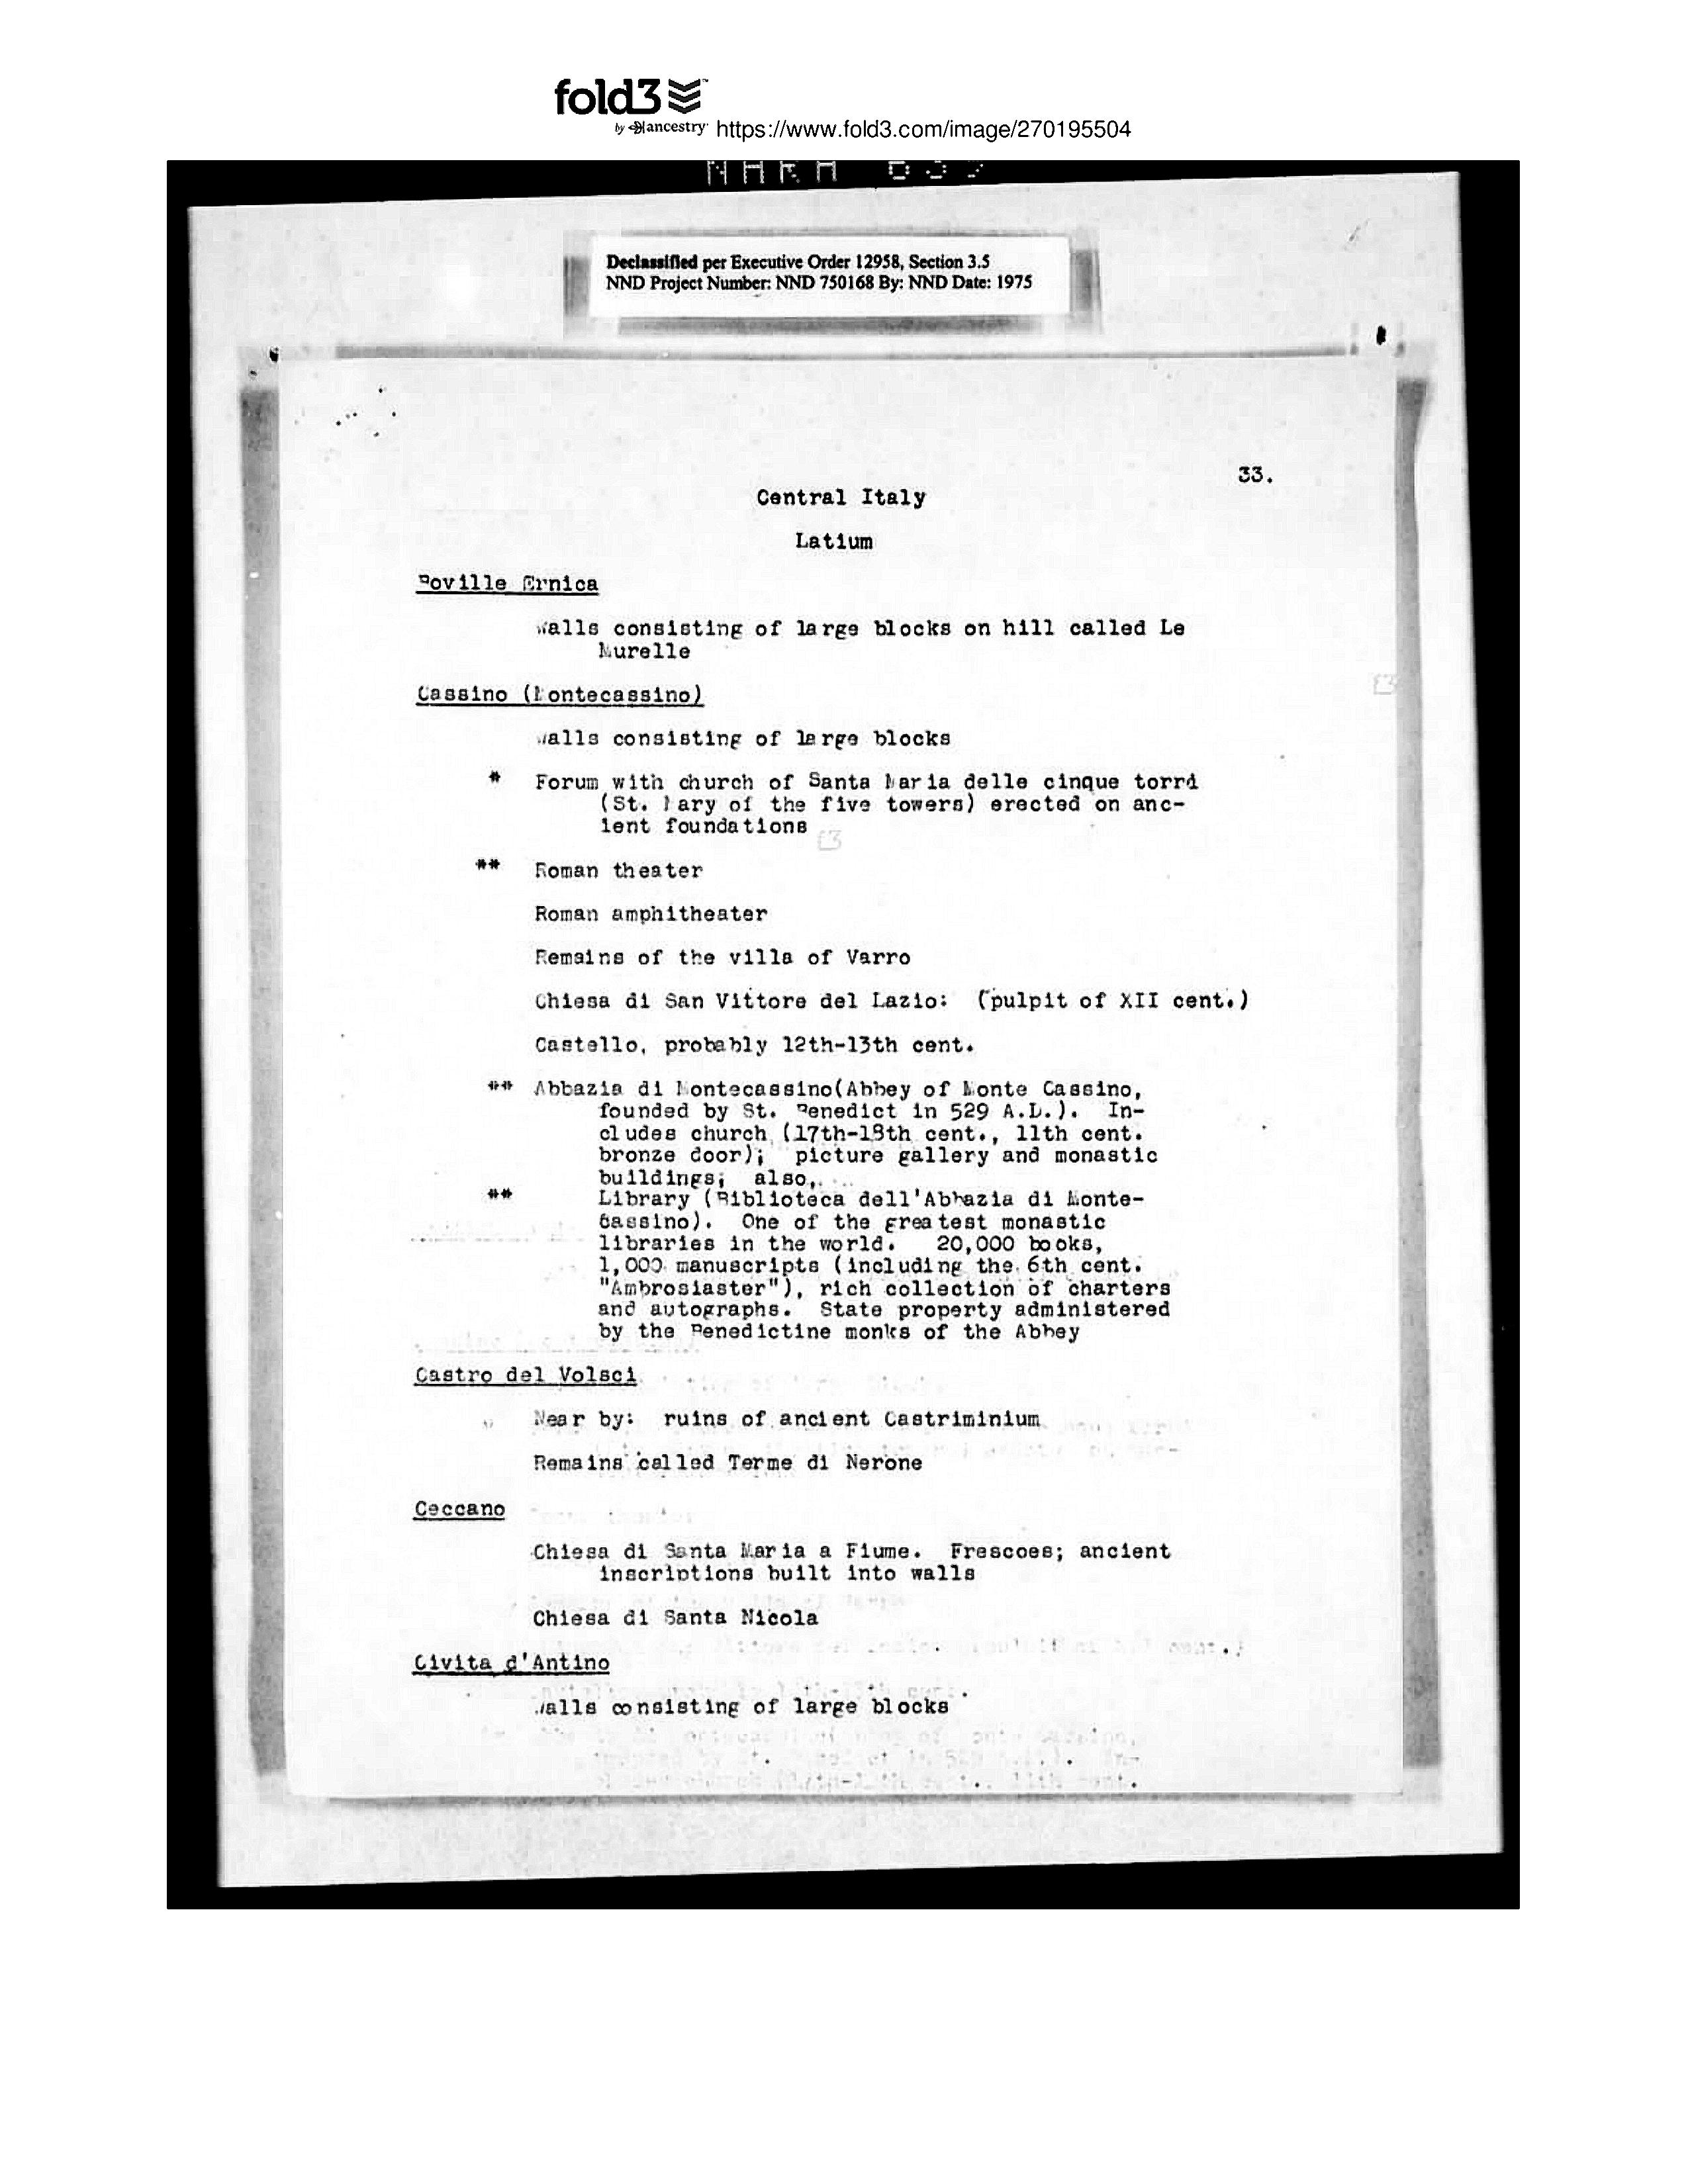 fold3
by ancestry https://www.fold3.com/image/270195504
NARA
Declassified per Executive Order 12958, Section 3.5
NND Project Number: NND 750168 By: NND Date: 1975
33.
Central Italy
Latium
Boville Ernica
Walls consisting of large blocks on hill called Le
Murelle
Cassino (Montecassino)
Walls consisting of large blocks
* Forum with church of Santa Maria delle cinque torri
(St. Mary of the five towers) erected on anc-
ient foundations
** Roman theater
Roman amphitheater
Remains of the villa of Varro
Chiesa di San Vittore del Lazio: (pulpit of XII cent.)
Castello, probably 12th-13th cent.
** Abbazia di Montecassino(Abbey of Monte Cassino,
founded by St. Benedict in 529 A.D.). In-
cludes church (17th-18th cent., 11th cent.
bronze door); picture gallery and monastic
buildings; also,
** Library (Biblioteca dell'Abbazia di Monte-
cassino). One of the greatest monastic
libraries in the world. 20,000 books,
1,000 manuscripts (including the 6th cent.
"Ambrosiaster"), rich collection of charters
and autographs. State property administered
by the Benedictine monks of the Abbey
Castro del Volsci
Near by: ruins of ancient Castriminium
Remains called Terme di Nerone
Ceccano
Chiesa di Santa Maria a Fiume. Frescoes; ancient
inscriptions built into walls
Chiesa di Santa Nicola
Civita d'Antino
Walls consisting of large blocks